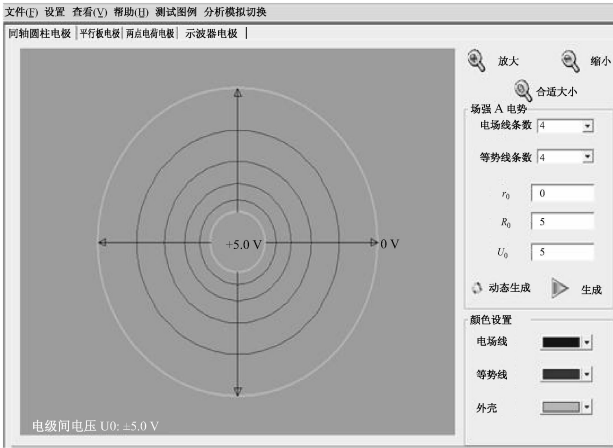 文件(F) 设置 查看(V) 帮助(H) 测试图例 分析模拟切换
同轴圆柱电极 平行板电极 两点电荷电极 示波器电极
放大 缩小
合适大小
场强 A 电势
电场线条数 4
等势线条数 4
r₀ 0
R₀ 5
U₀ 5
动态生成 生成
颜色设置
电场线
等势线
外壳
+5.0 V
0 V
电级间电压 U0: ±5.0 V